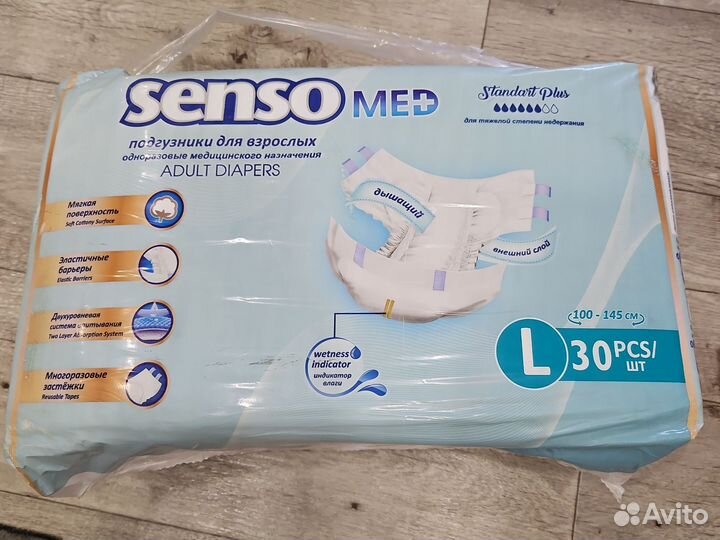 senso MED
Standart Plus
для тяжелой степени недержания
подгузники для взрослых
одноразовые медицинского назначения
ADULT DIAPERS
Мягкая
поверхность
Soft Cottony Surface
дышащий
внешний слой
Эластичные
барьеры
Elastic Barriers
Двухуровневая
система впитывания
Two Layer Absorption System
Многоразовые
застёжки
Reusable Tapes
wetness
indicator
индикатор
влаги
100 - 145 см
L 30 PCS/
шт
Avito